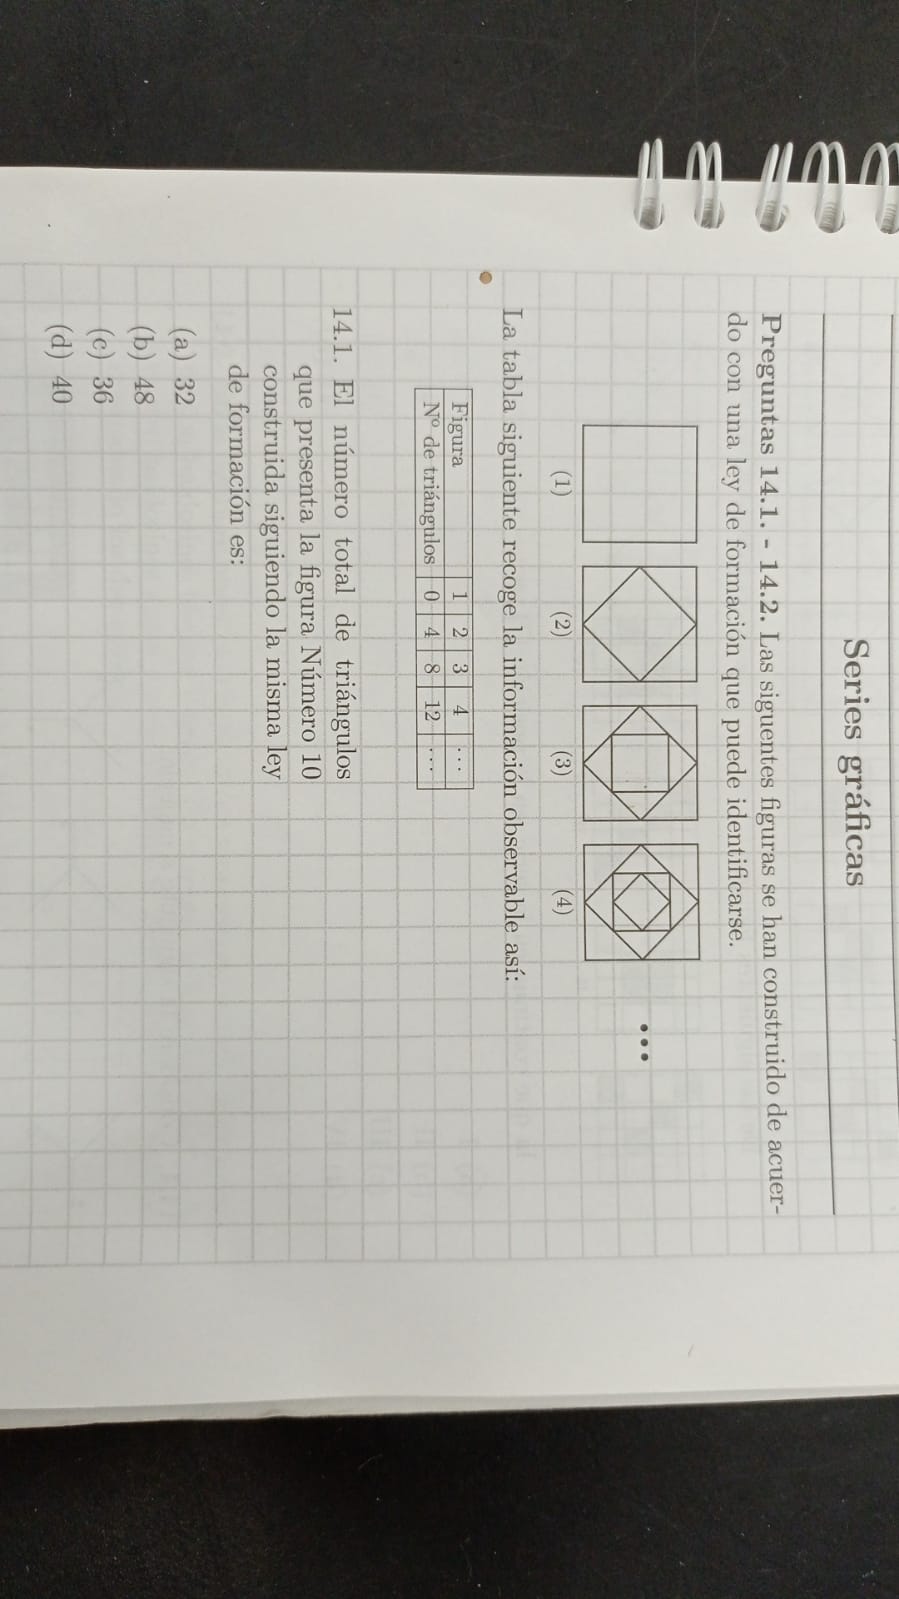 Series gráficas
Preguntas 14.1. - 14.2. Las siguentes figuras se han construido de acuer-
do con una ley de formación que puede identificarse.
(1) (2) (3) (4) ...
La tabla siguiente recoge la información observable así:
Figura 1 2 3 4 ...
Nº de triángulos 0 4 8 12 ...
14.1. El número total de triángulos
que presenta la figura Número 10
construida siguiendo la misma ley
de formación es:
(a) 32
(b) 48
(c) 36
(d) 40